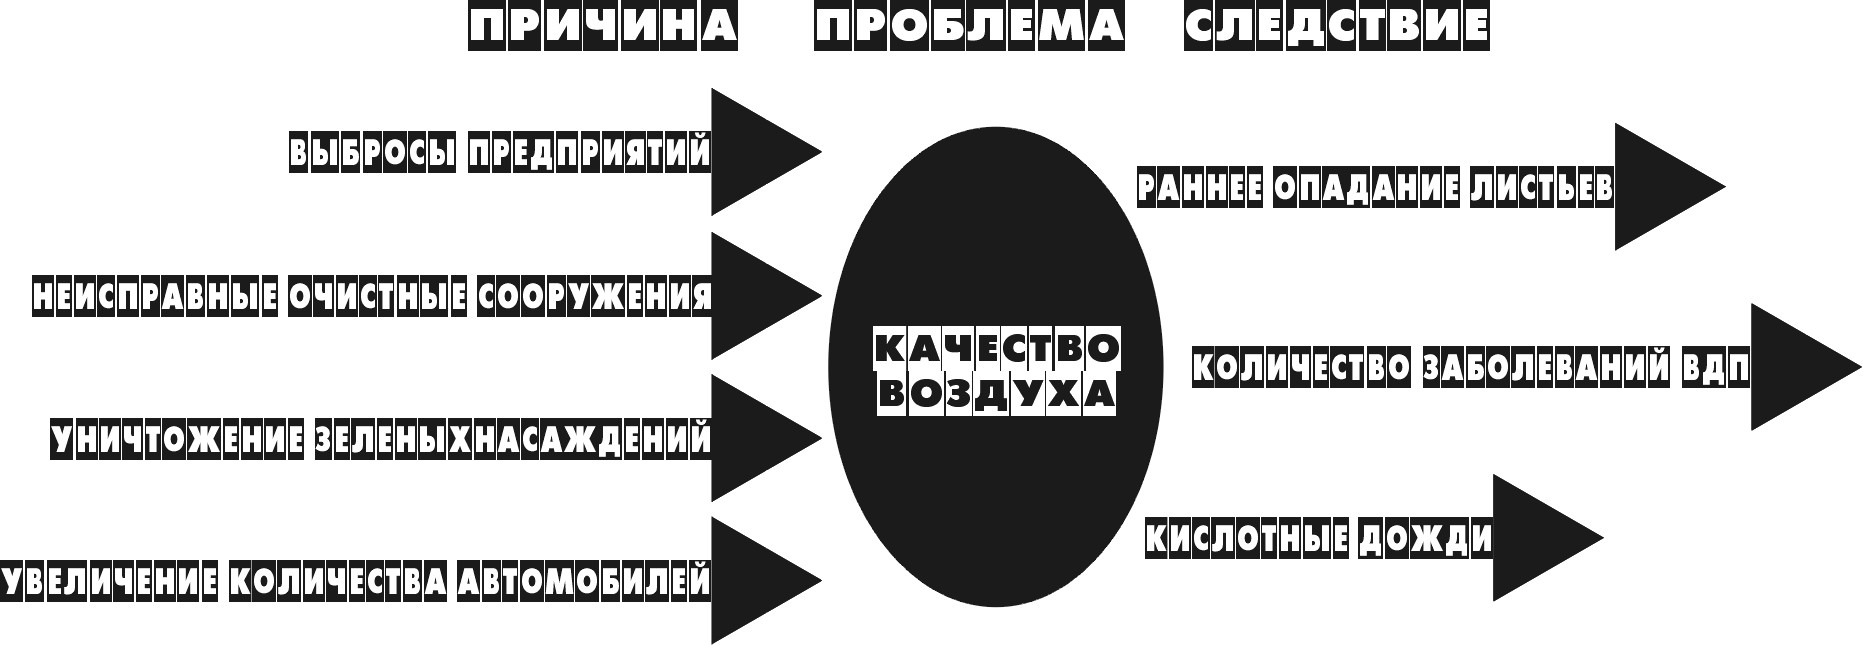 ПРИЧИНА ПРОБЛЕМА СЛЕДСТВИЕ
ВЫБРОСЫ ПРЕДПРИЯТИЙ
НЕИСПРАВНЫЕ ОЧИСТНЫЕ СООРУЖЕНИЯ
УНИЧТОЖЕНИЕ ЗЕЛЕНЫХНАСАЖДЕНИЙ
УВЕЛИЧЕНИЕ КОЛИЧЕСТВА АВТОМОБИЛЕЙ
КАЧЕСТВО
ВОЗДУХА
РАННЕЕ ОПАДАНИЕ ЛИСТЬЕВ
КОЛИЧЕСТВО ЗАБОЛЕВАНИЙ ВДП
КИСЛОТНЫЕ ДОЖДИ